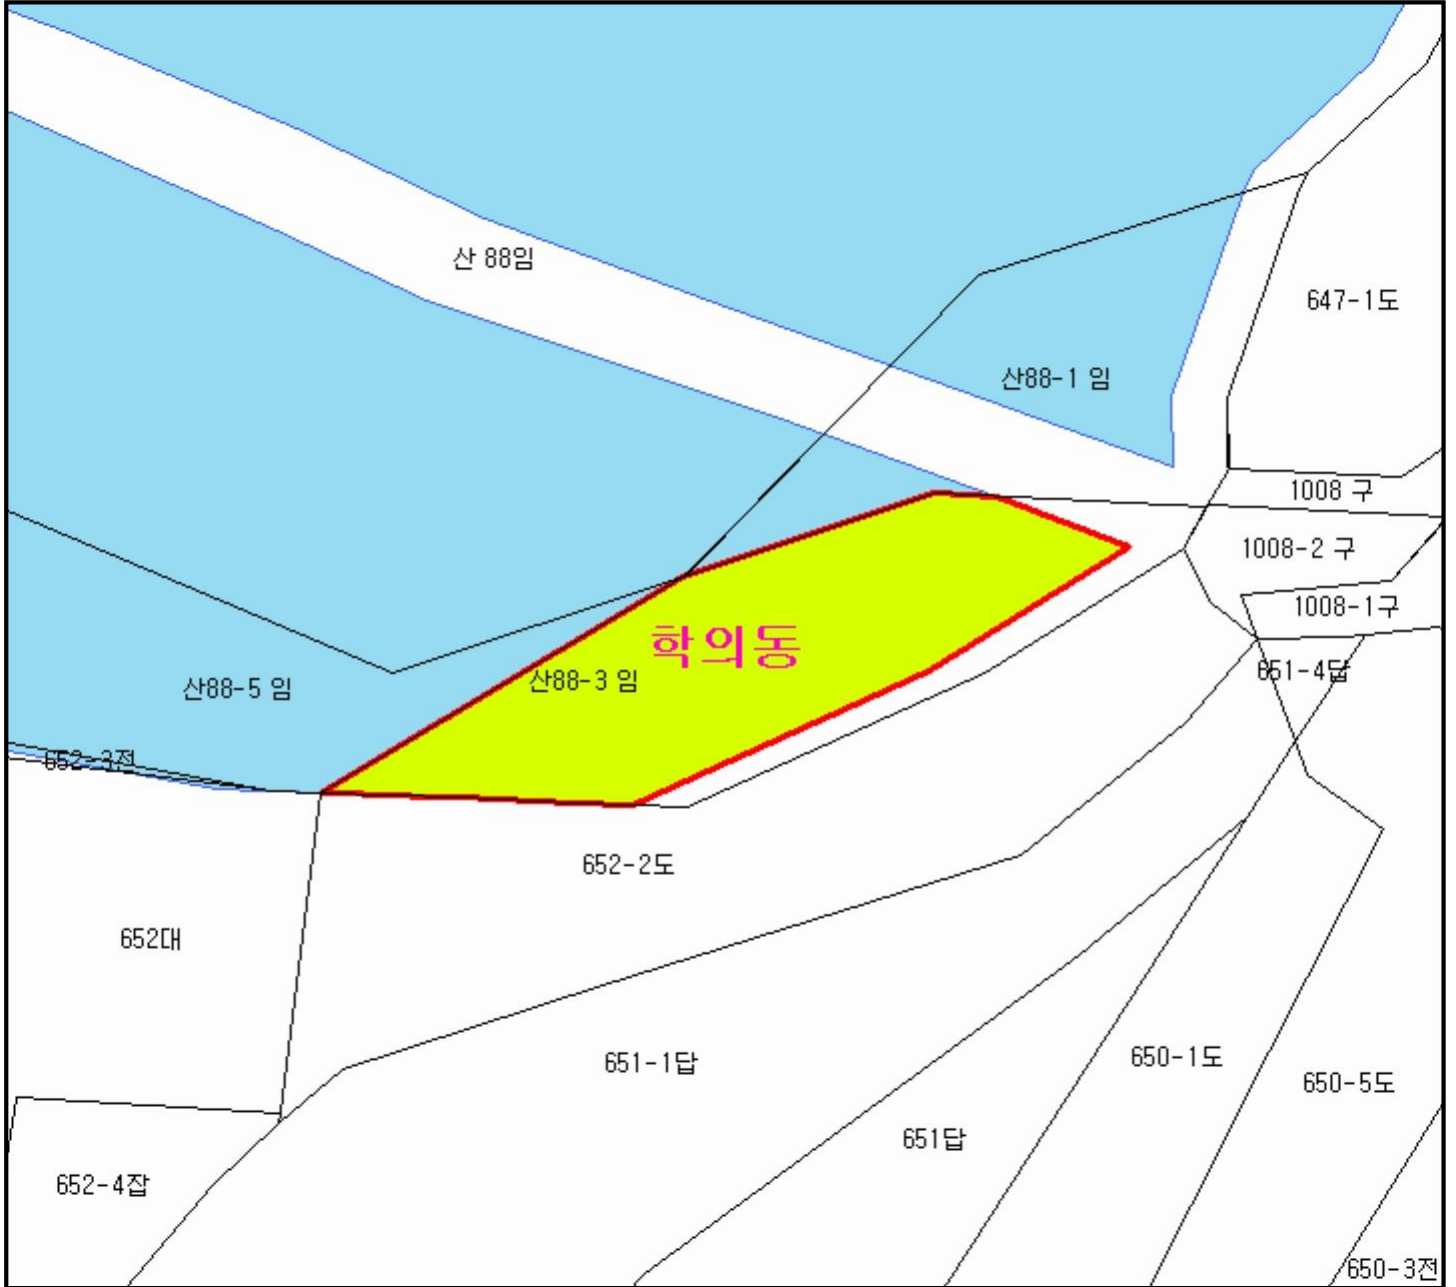 산 88임
647-1도
산88-1 임
1008 구
1008-2 구
1008-1구
학의동
651-4답
산88-3 임
산88-5 임
652-3전
652-2도
652대
651-1답
650-1도
650-5도
651답
652-4잡
650-3전